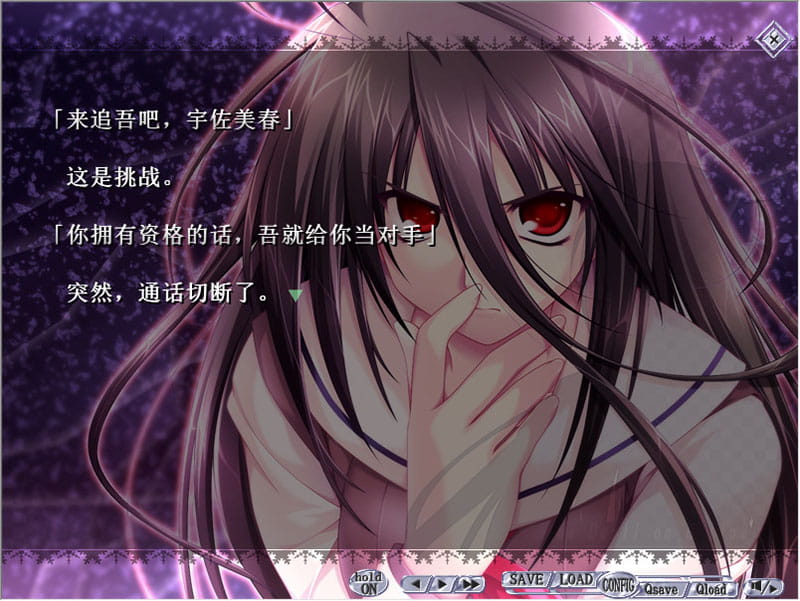 「来追吾吧，宇佐美春」
这是挑战。
「你拥有资格的话，吾就给你当对手」
突然，通话切断了。
hold
ON
SAVE LOAD CONFIG Qsave Qload